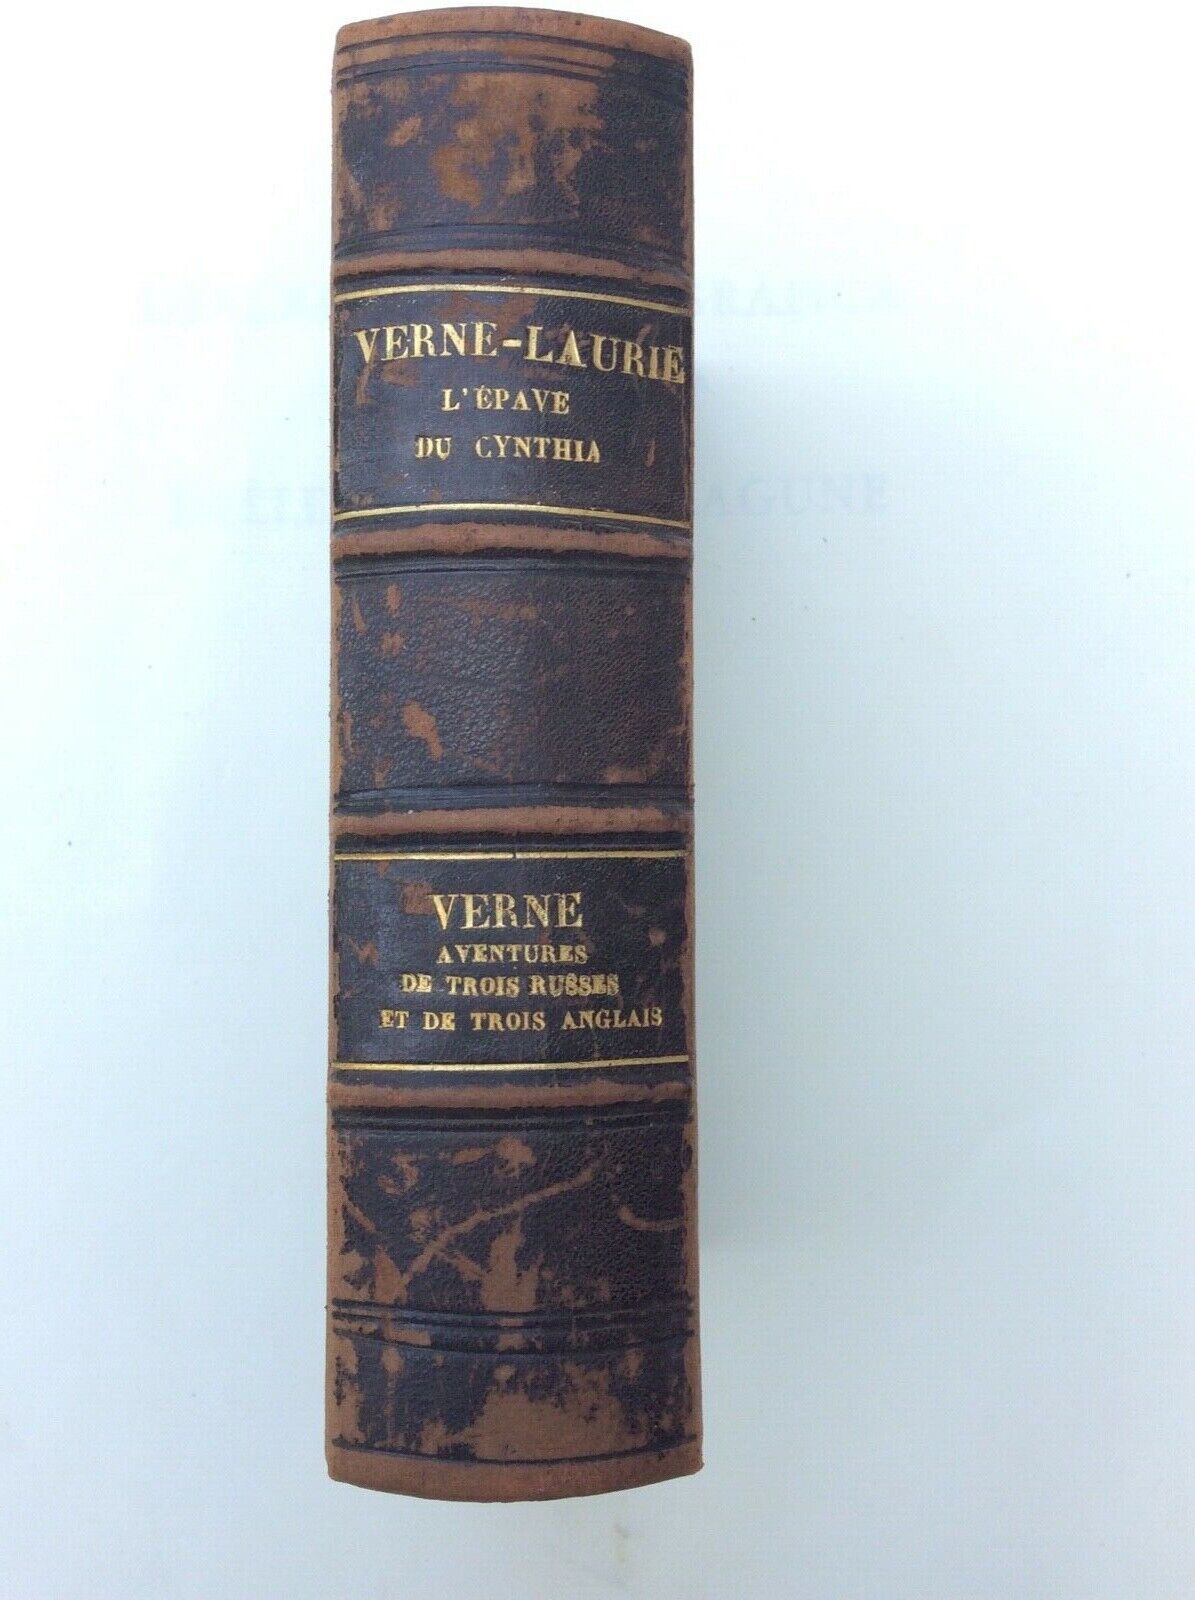 VERNE-LAURIE
L'ÉPAVE
DU CYNTHIA
VERNE
AVENTURES
DE TROIS RUSSES
ET DE TROIS ANGLAIS